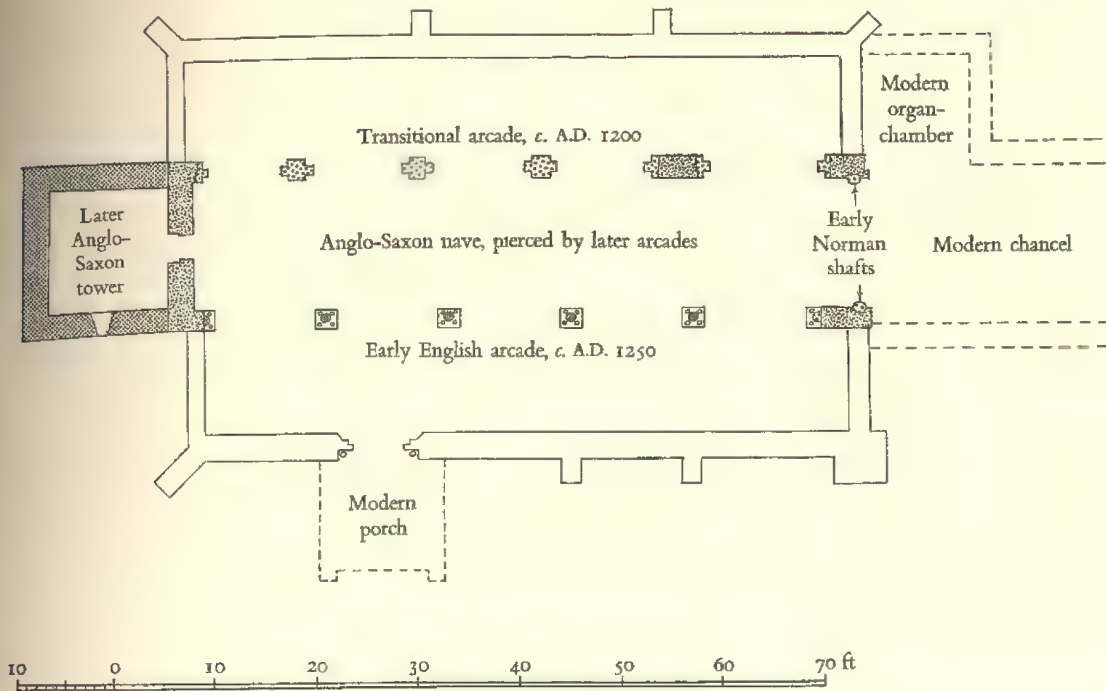 Modern
organ-
chamber
Transitional arcade, c. A.D. 1200
Later
Anglo-
Saxon
tower
Anglo-Saxon nave, pierced by later arcades
Early
Norman
shafts
Modern chancel
Early English arcade, c. A.D. 1250
Modern
porch
10 0 10 20 30 40 50 60 70 ft